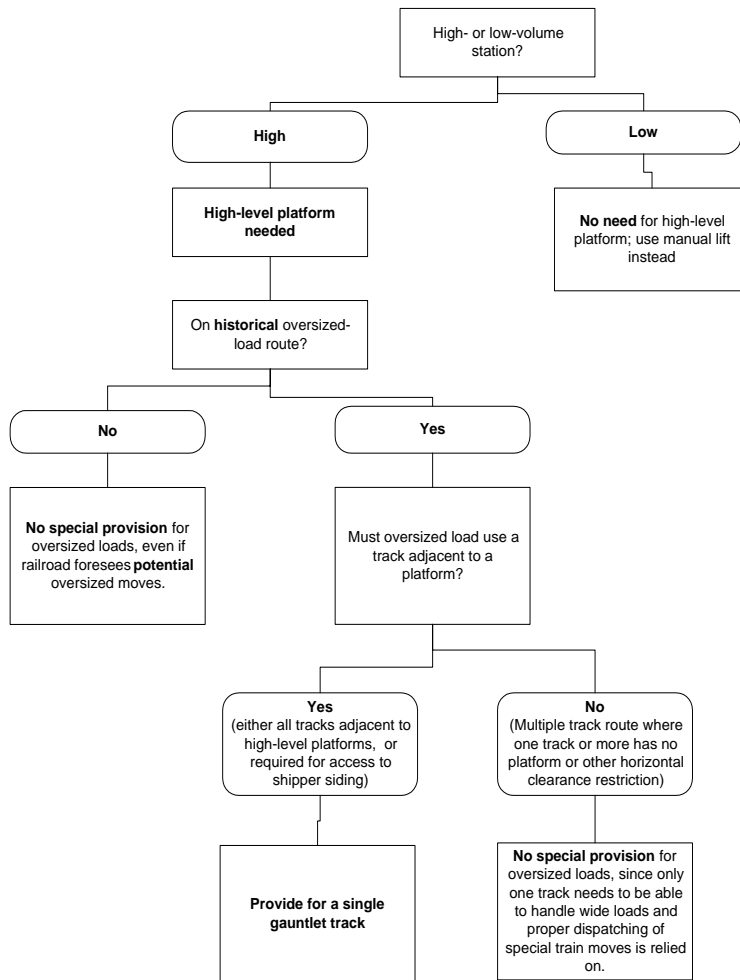 High- or low-volume
station?
High
Low
High-level platform
needed
No need for high-level
platform; use manual lift
instead
On historical oversized-
load route?
No
Yes
No special provision for
oversized loads, even if
railroad foresees potential
oversized moves.
Must oversized load use a
track adjacent to a
platform?
Yes
(either all tracks adjacent to
high-level platforms, or
required for access to
shipper siding)
No
(Multiple track route where
one track or more has no
platform or other horizontal
clearance restriction)
Provide for a single
gauntlet track
No special provision for
oversized loads, since only
one track needs to be able
to handle wide loads and
proper dispatching of
special train moves is relied
on.